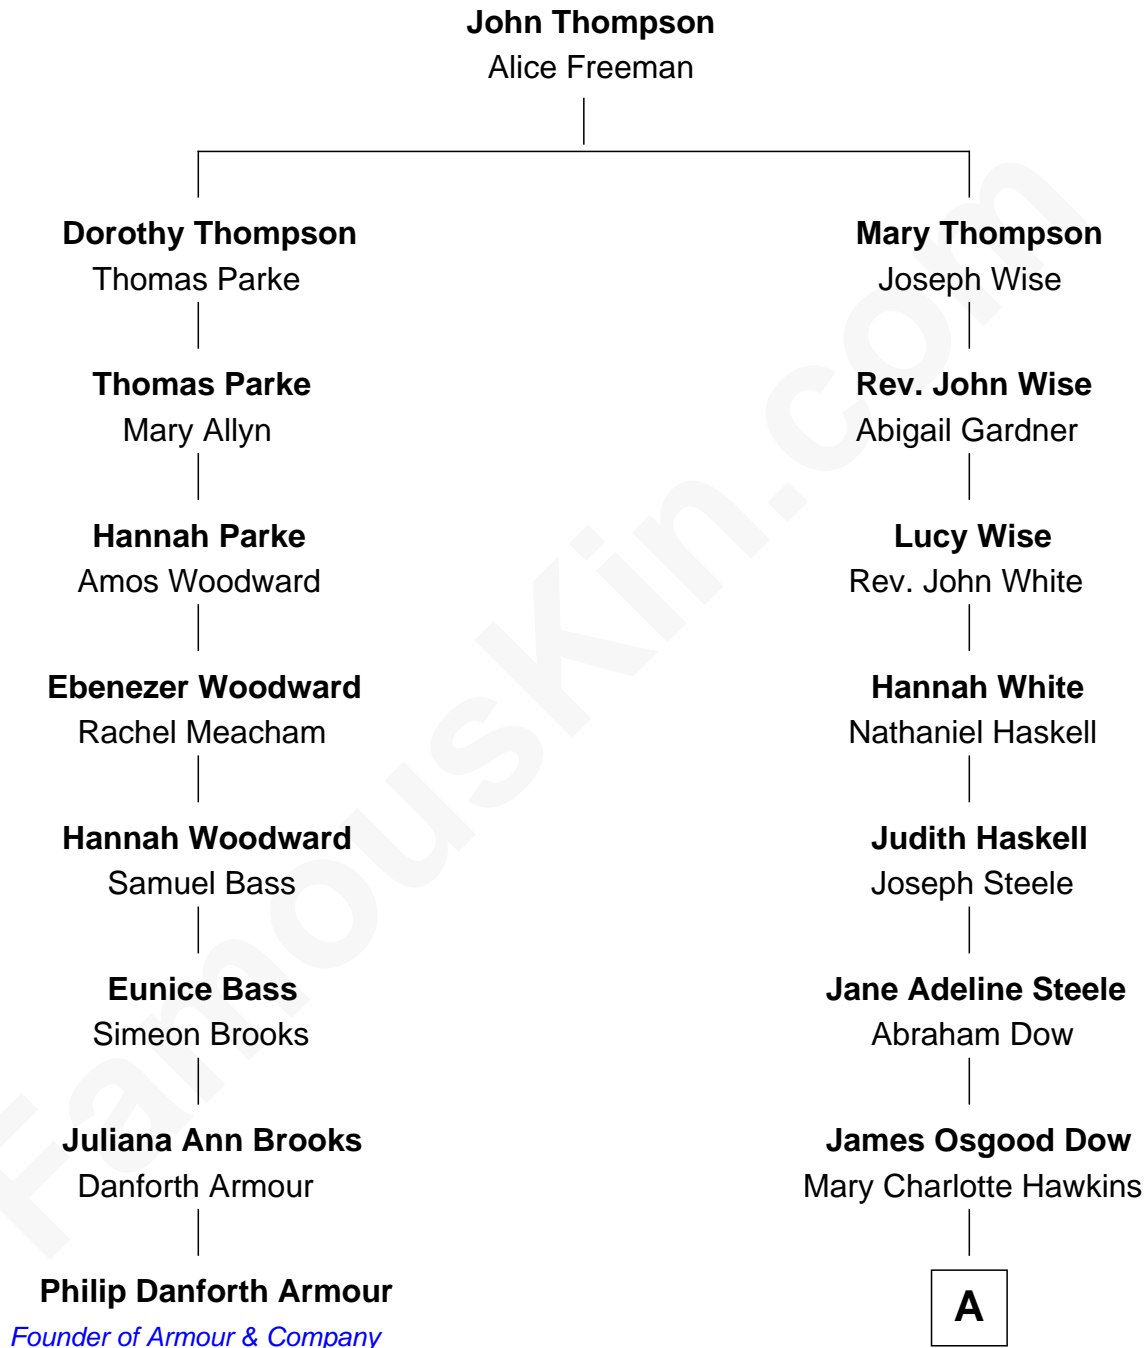 John Thompson
Alice Freeman
Dorothy Thompson
Thomas Parke
Mary Thompson
Joseph Wise
Thomas Parke
Mary Allyn
Rev. John Wise
Abigail Gardner
Hannah Parke
Amos Woodward
Lucy Wise
Rev. John White
Ebenezer Woodward
Rachel Meacham
Hannah White
Nathaniel Haskell
Hannah Woodward
Samuel Bass
Judith Haskell
Joseph Steele
Eunice Bass
Simeon Brooks
Jane Adeline Steele
Abraham Dow
Juliana Ann Brooks
Danforth Armour
James Osgood Dow
Mary Charlotte Hawkins
Philip Danforth Armour
Founder of Armour & Company
A
FamousKin.com